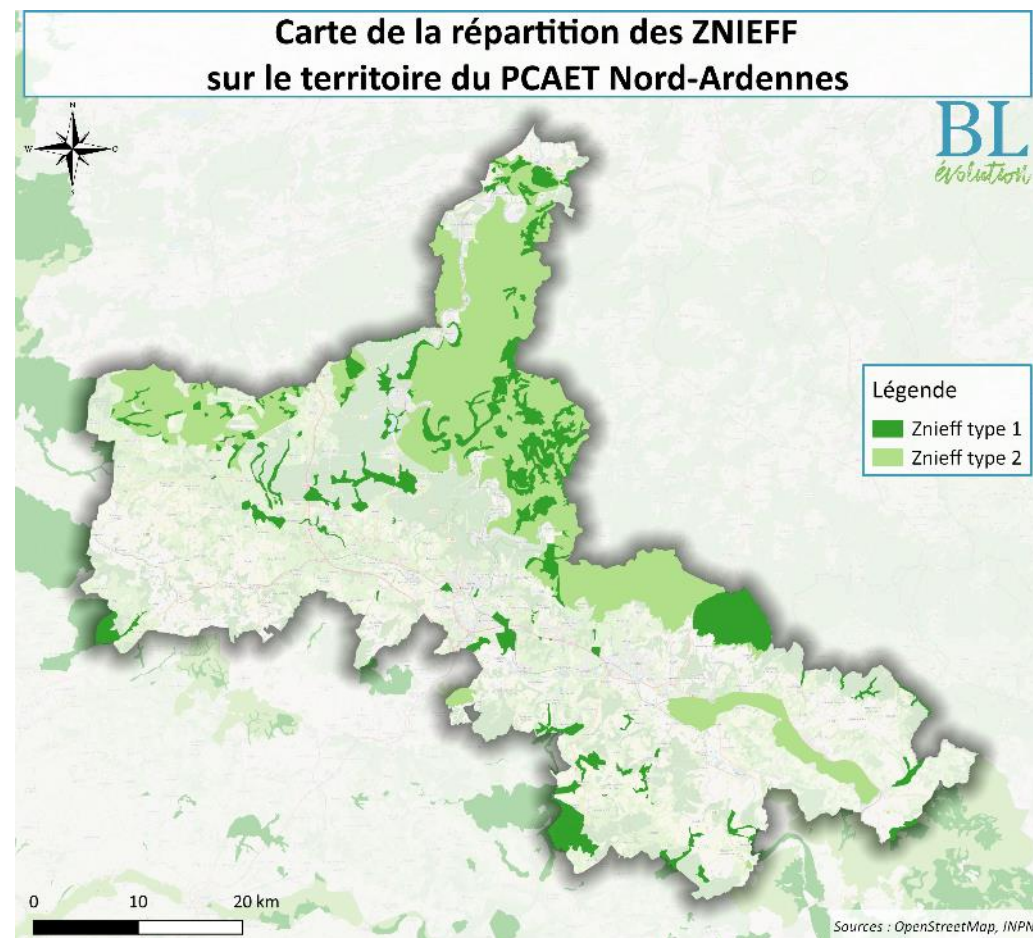 Carte de la répartition des ZNIEFF
sur le territoire du PCAET Nord-Ardennes
N
W
O
S
BL
évolution
Légende
Znieff type 1
Znieff type 2
0
10
20 km
Sources : OpenStreetMap, INPN